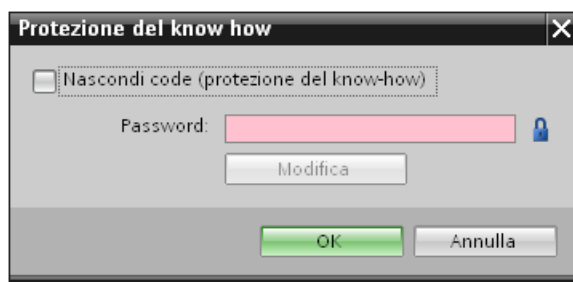 Protezione del know how
Nascondi code (protezione del know-how)
Password:
Modifica
OK Annulla